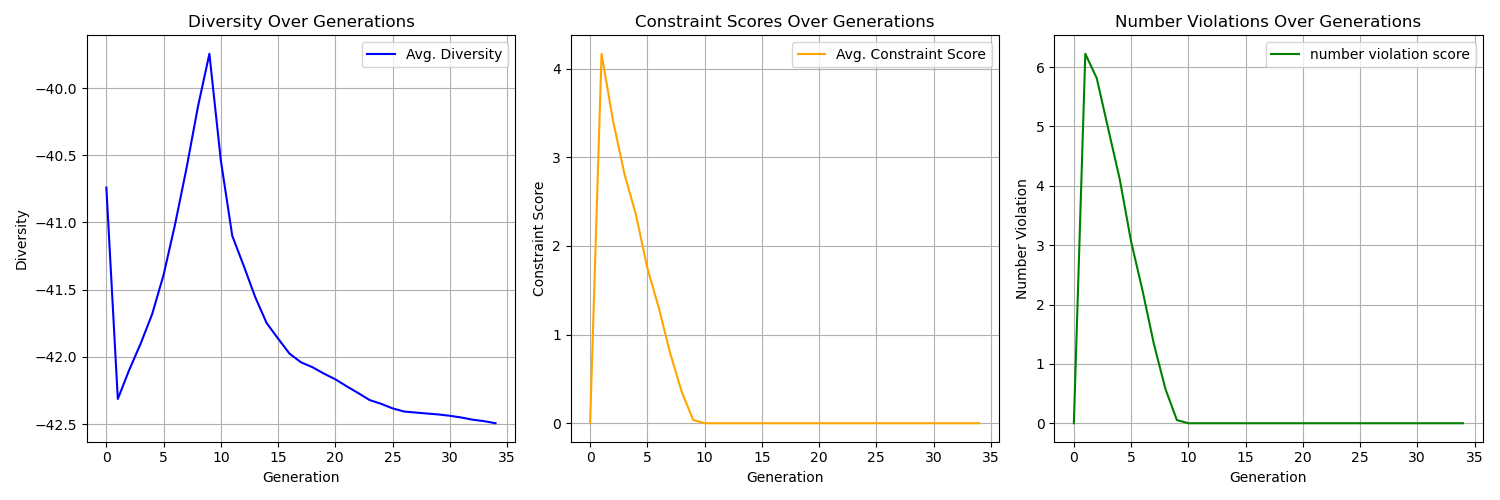 Diversity Over Generations
Avg. Diversity
Diversity
−40.0
−40.5
−41.0
−41.5
−42.0
−42.5
0 5 10 15 20 25 30 35
Generation
Constraint Scores Over Generations
Avg. Constraint Score
Constraint Score
4
3
2
1
0
0 5 10 15 20 25 30 35
Generation
Number Violations Over Generations
number violation score
Number Violation
6
5
4
3
2
1
0
0 5 10 15 20 25 30 35
Generation